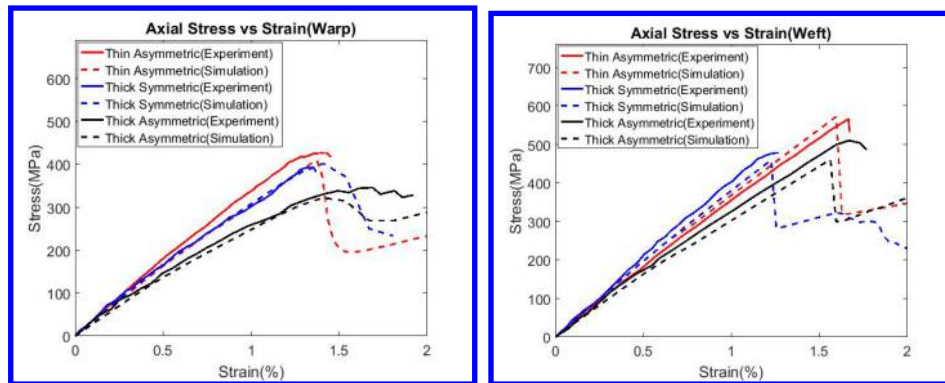 Axial Stress vs Strain(Warp)
Thin Asymmetric(Experiment)
Thin Asymmetric(Simulation)
Thick Symmetric(Experiment)
Thick Symmetric(Simulation)
Thick Asymmetric(Experiment)
Thick Asymmetric(Simulation)
600
500
400
300
200
100
0
Stress(MPa)
0 0.5 1 1.5 2
Strain(%)
Axial Stress vs Strain(Weft)
Thin Asymmetric(Experiment)
Thin Asymmetric(Simulation)
Thick Symmetric(Experiment)
Thick Symmetric(Simulation)
Thick Asymmetric(Experiment)
Thick Asymmetric(Simulation)
700
600
500
400
300
200
100
0
Stress(MPa)
0 0.5 1 1.5 2
Strain(%)